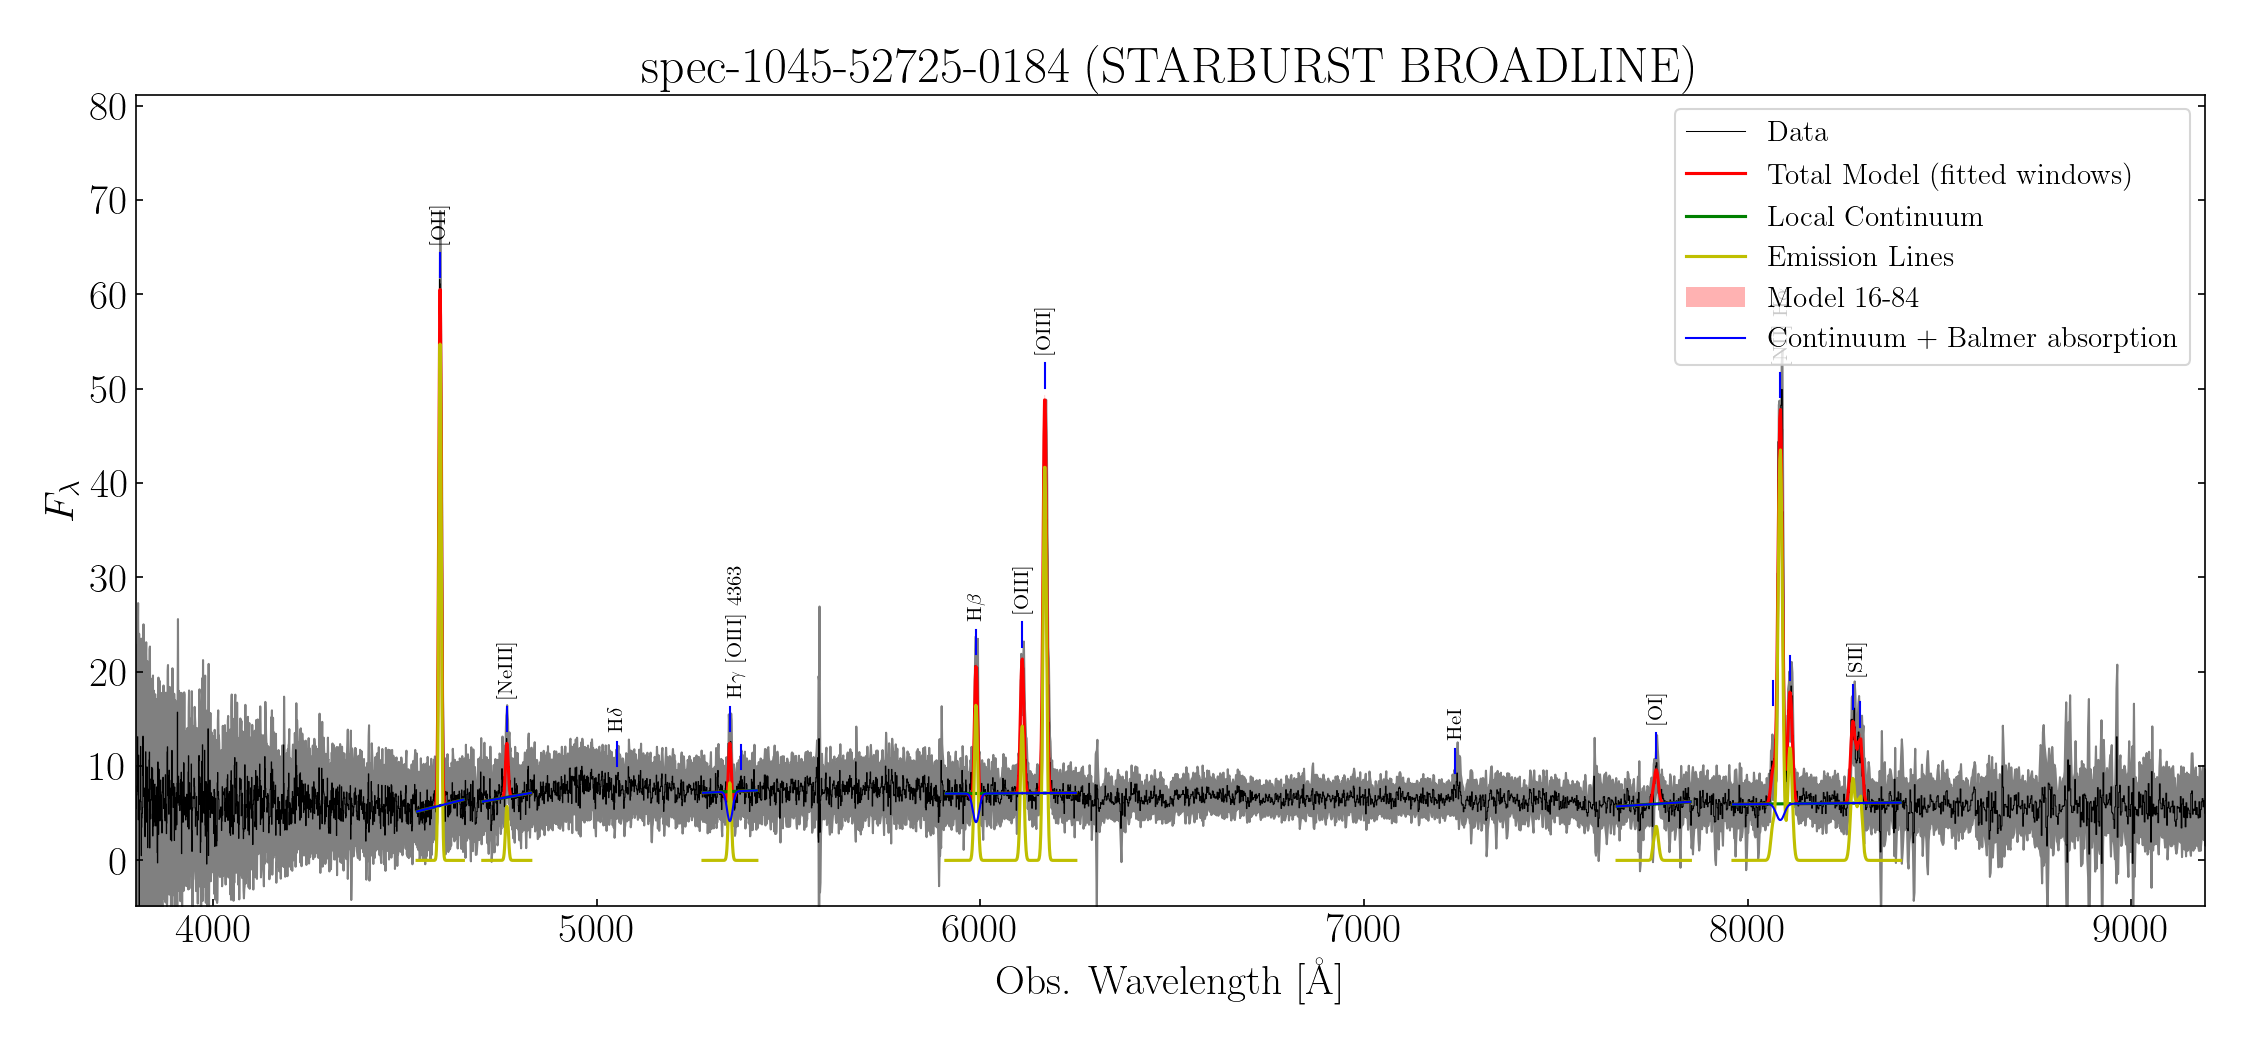 spec-1045-52725-0184 (STARBURST BROADLINE)
Data
Total Model (fitted windows)
Local Continuum
Emission Lines
Model 16-84
Continuum + Balmer absorption
[OII]
[NeIII]
Hδ
Hγ [OIII] 4363
Hβ
[OIII]
[OIII]
HeI
[OI]
[SII]
80
70
60
50
40
30
20
10
0
F_λ
4000
5000
6000
7000
8000
9000
Obs. Wavelength [Å]